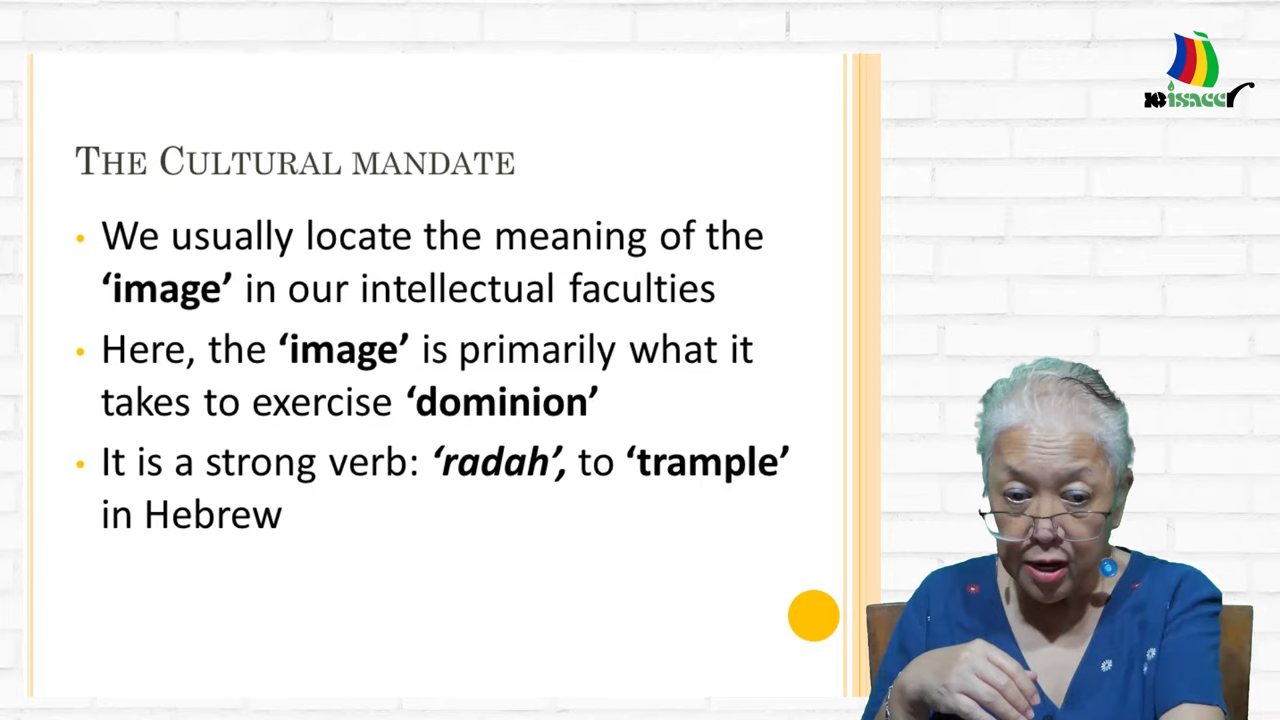 THE CULTURAL MANDATE
• We usually locate the meaning of the
‘image’ in our intellectual faculties
• Here, the ‘image’ is primarily what it
takes to exercise ‘dominion’
• It is a strong verb: ‘radah’, to ‘trample’
in Hebrew
isaccr